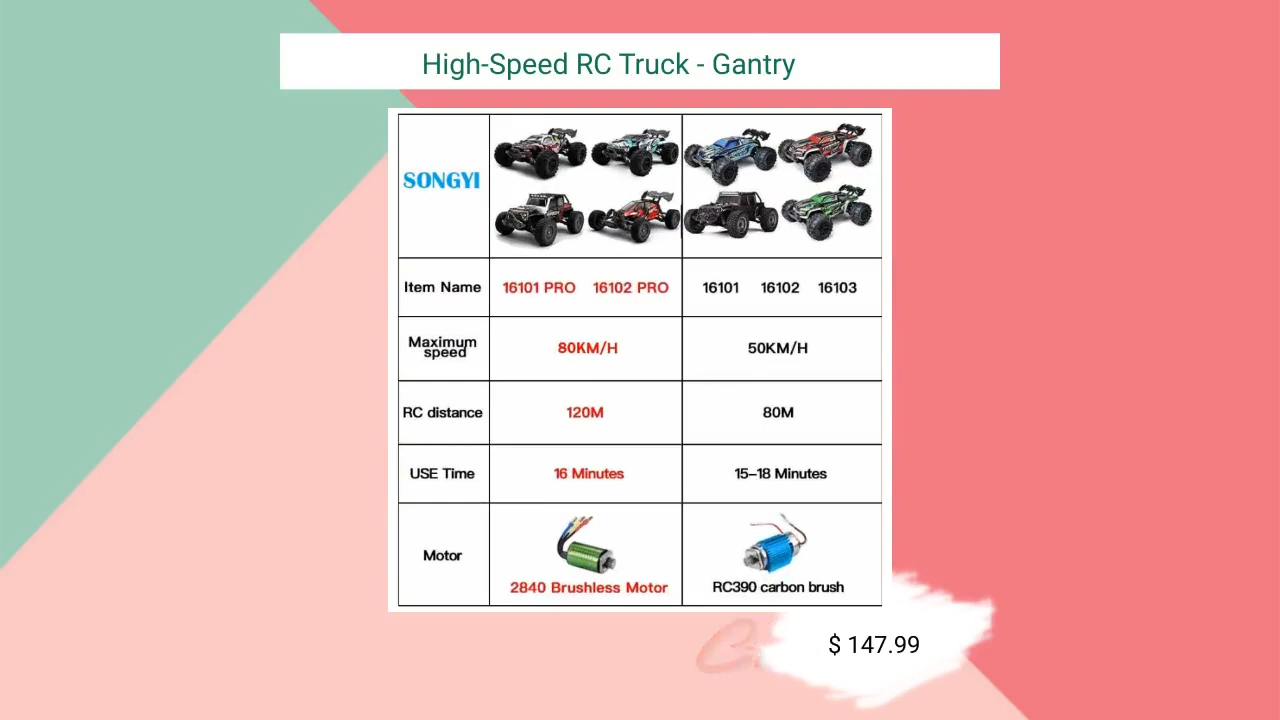 High-Speed RC Truck - Gantry
SONGYI
Item Name
16101 PRO 16102 PRO
16101 16102 16103
Maximum
speed
80KM/H
50KM/H
RC distance
120M
80M
USE Time
16 Minutes
15–18 Minutes
Motor
2840 Brushless Motor
RC390 carbon brush
$ 147.99